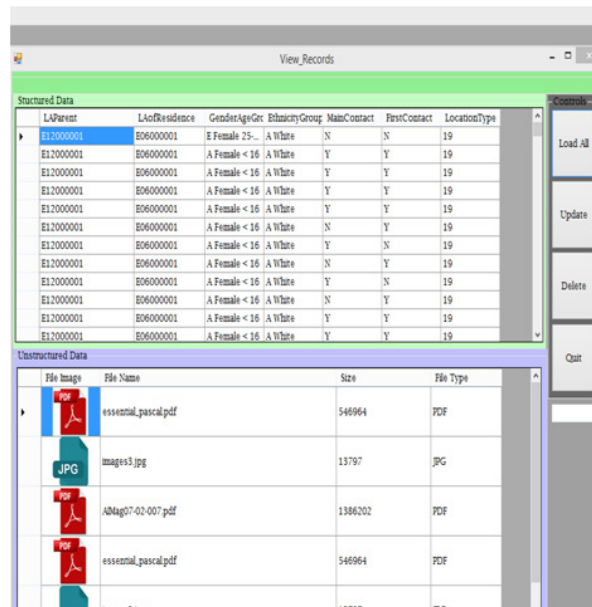 View_Records
Stuctured Data
Controls
LAParent LAofResidence GenderAgeGrc EthnicityGroup MainContact FirstContact LocationType
E12000001 E06000001 E Female 25-... A White N N 19
E12000001 E06000001 A Female < 16 A White Y Y 19
E12000001 E06000001 A Female < 16 A White Y Y 19
E12000001 E06000001 A Female < 16 A White Y Y 19
E12000001 E06000001 A Female < 16 A White Y Y 19
E12000001 E06000001 A Female < 16 A White N Y 19
E12000001 E06000001 A Female < 16 A White Y N 19
E12000001 E06000001 A Female < 16 A White N Y 19
E12000001 E06000001 A Female < 16 A White Y N 19
E12000001 E06000001 A Female < 16 A White N Y 19
E12000001 E06000001 A Female < 16 A White Y Y 19
E12000001 E06000001 A Female < 16 A White Y Y 19
Load All
Update
Delete
Quit
Unstructured Data
File Image File Name Size File Type
PDF essential_pascal.pdf 546964 PDF
JPG images3.jpg 13797 JPG
PDF AIMag07-02-007.pdf 1386202 PDF
PDF essential_pascal.pdf 546964 PDF